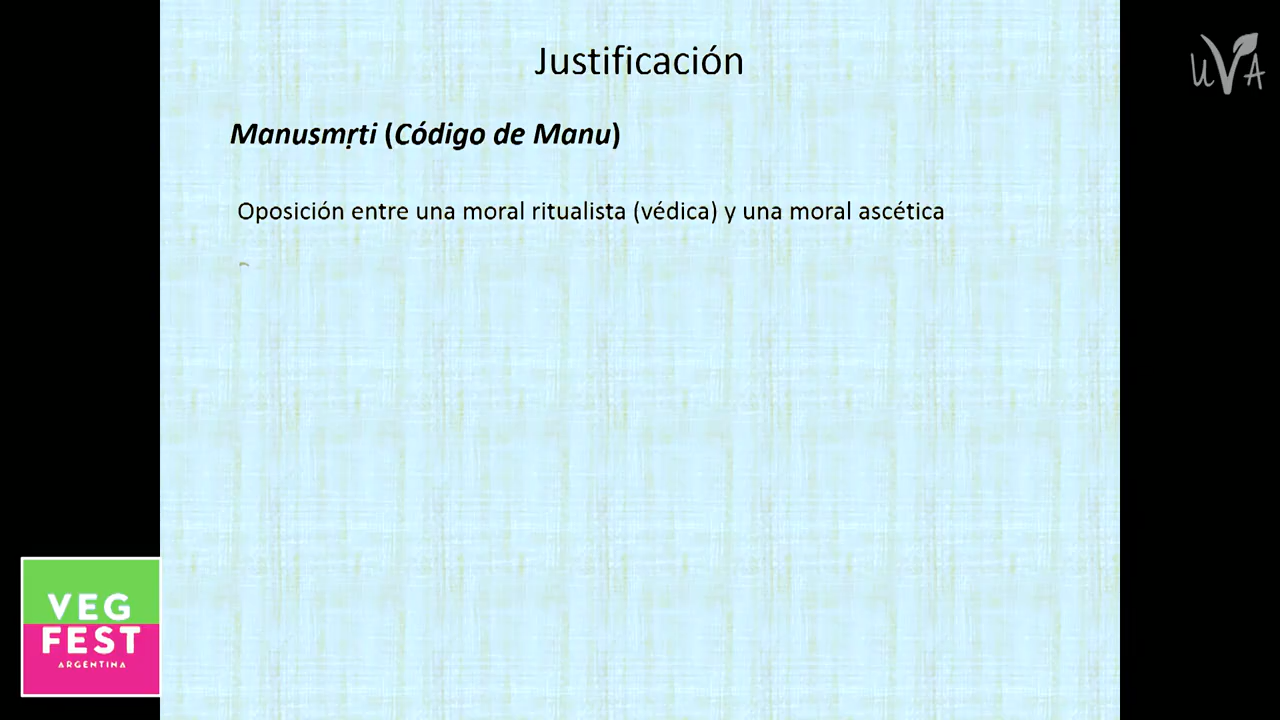 Justificación
UVA
Manusmṛti (Código de Manu)
Oposición entre una moral ritualista (védica) y una moral ascética
VEG
FEST
ARGENTINA